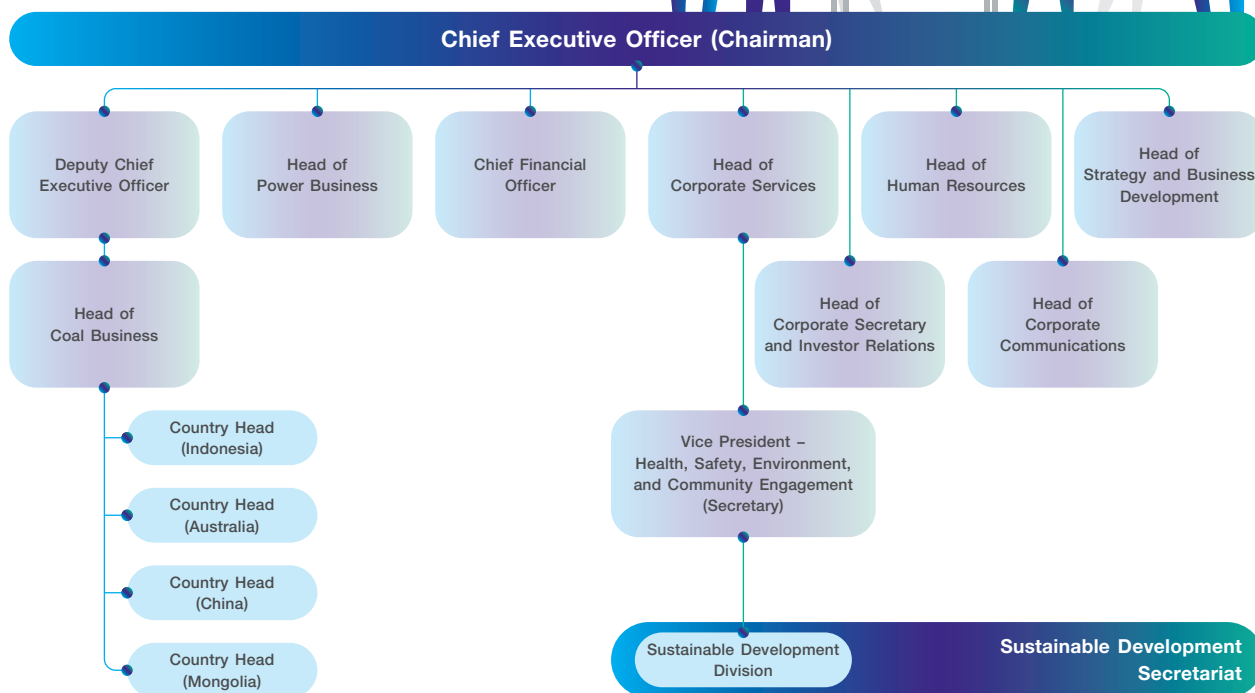 Chief Executive Officer (Chairman)
Deputy Chief
Executive Officer
Head of
Power Business
Chief Financial
Officer
Head of
Corporate Services
Head of
Human Resources
Head of
Strategy and Business
Development
Head of
Coal Business
Head of
Corporate Secretary
and Investor Relations
Head of
Corporate
Communications
Country Head
(Indonesia)
Country Head
(Australia)
Country Head
(China)
Country Head
(Mongolia)
Vice President –
Health, Safety, Environment,
and Community Engagement
(Secretary)
Sustainable Development
Division
Sustainable Development
Secretariat